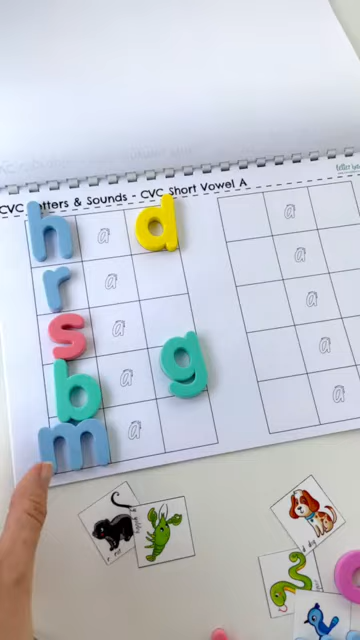 CVC Letters & Sounds - CVC Short Vowel A
h a d
a
r a
a
s a
a
b a g
a
m a
a